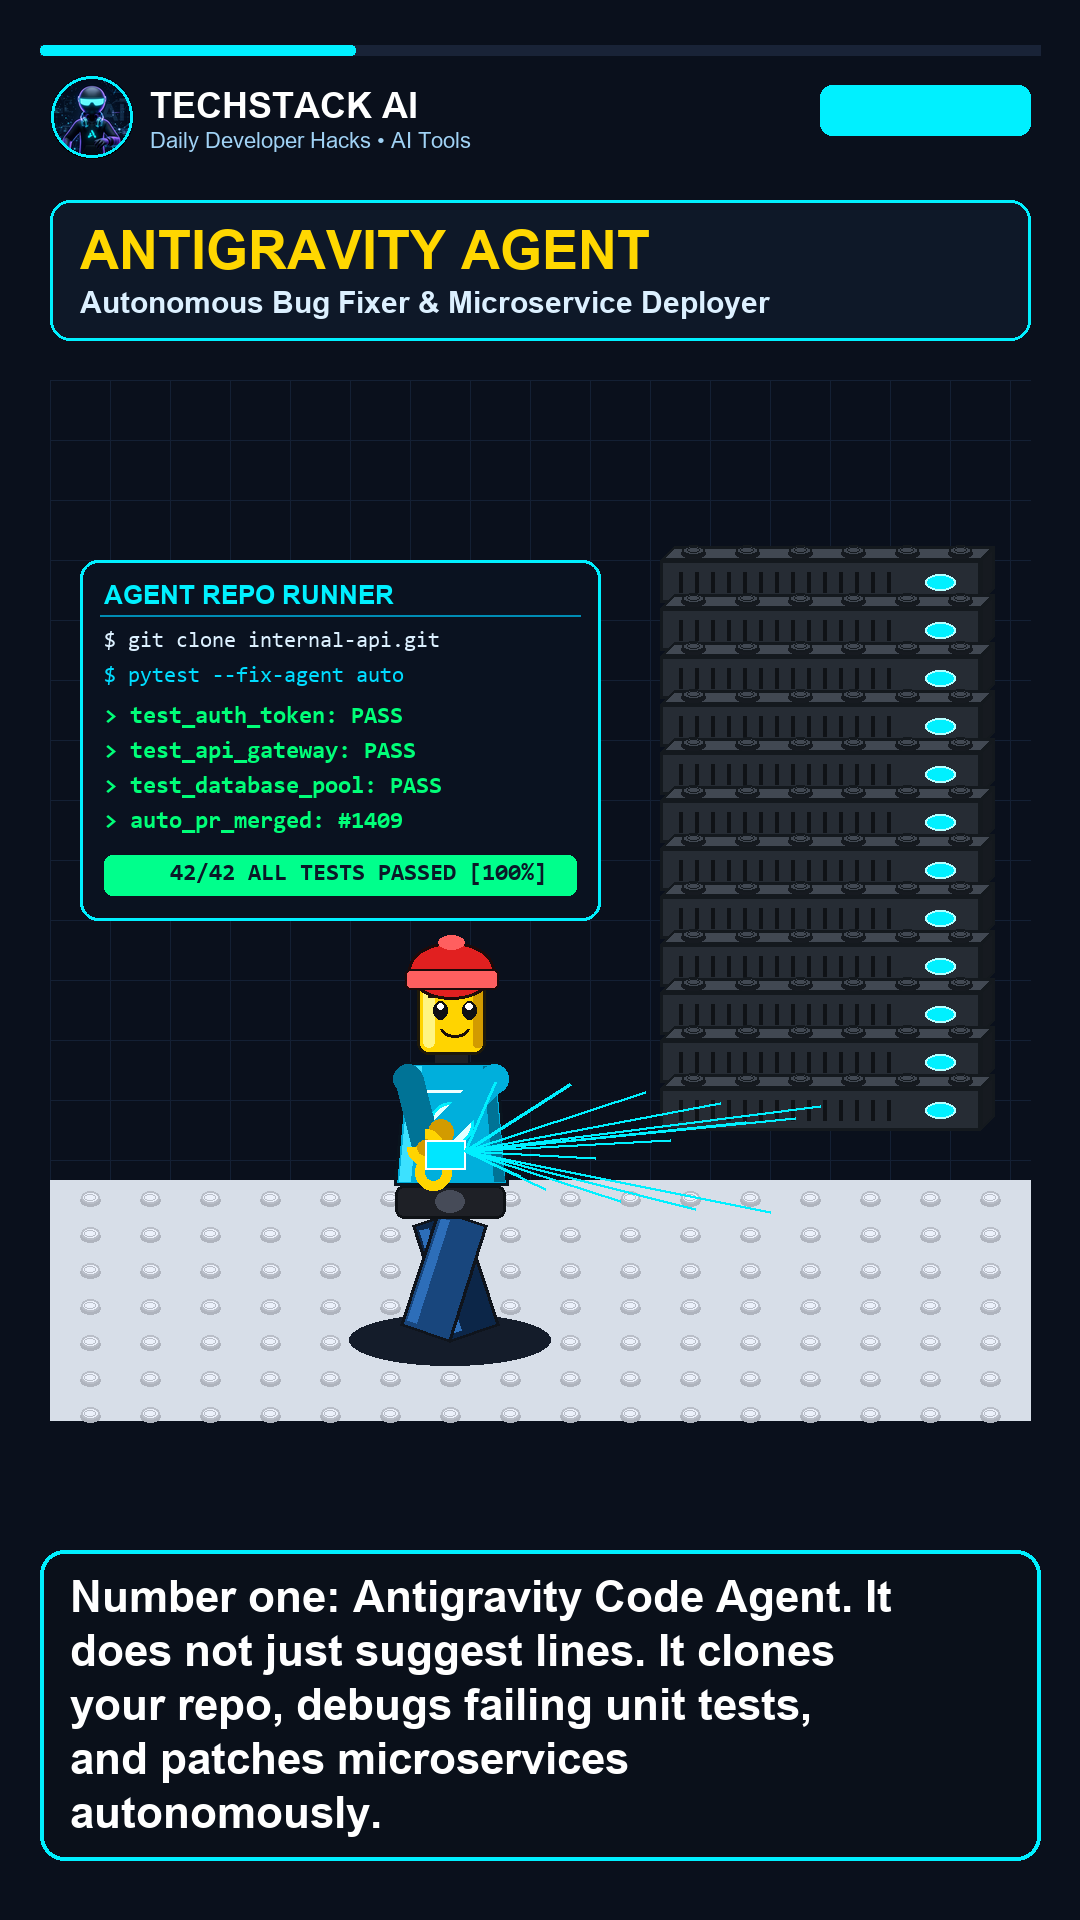 TECHSTACK AI
Daily Developer Hacks • AI Tools
ANTIGRAVITY AGENT
Autonomous Bug Fixer & Microservice Deployer
AGENT REPO RUNNER
$ git clone internal-api.git
$ pytest --fix-agent auto
> test_auth_token: PASS
> test_api_gateway: PASS
> test_database_pool: PASS
> auto_pr_merged: #1409
42/42 ALL TESTS PASSED [100%]
Number one: Antigravity Code Agent. It
does not just suggest lines. It clones
your repo, debugs failing unit tests,
and patches microservices
autonomously.